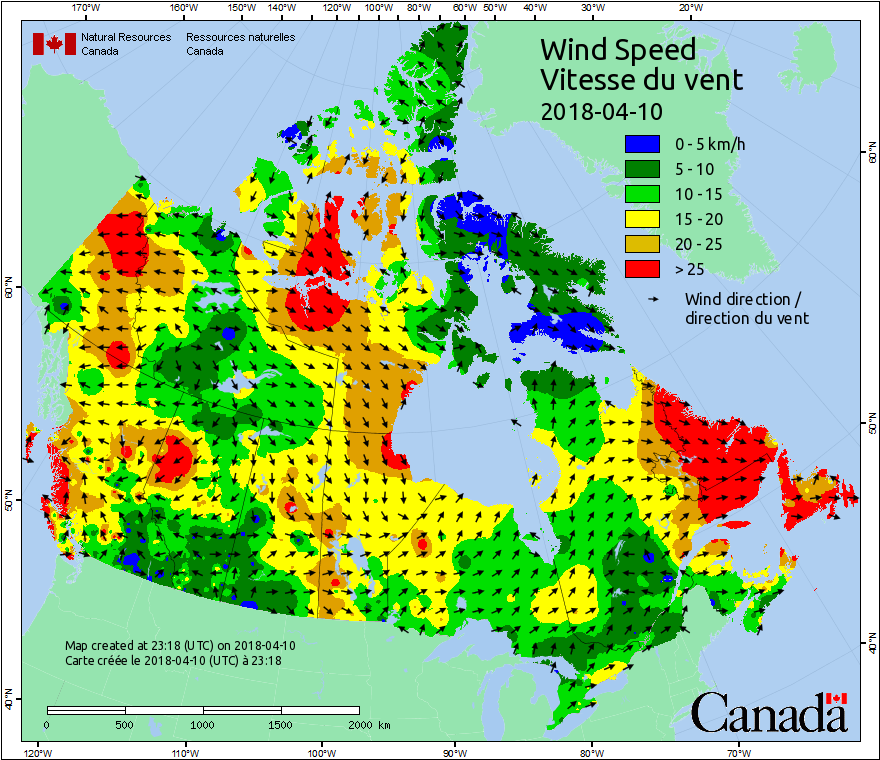 170°W 160°W 150°W 140°W 130°W 120°W 110°W 100°W 90°W 80°W 70°W 60°W 50°W 40°W 30°W 20°W
Natural Resources Ressources naturelles
Canada Canada
Wind Speed
Vitesse du vent
2018-04-10
0 - 5 km/h
5 - 10
10 - 15
15 - 20
20 - 25
> 25
Wind direction /
direction du vent
60°N
60°N
50°N
50°N
40°N
40°N
Map created at 23:18 (UTC) on 2018-04-10
Carte créée le 2018-04-10 (UTC) à 23:18
0 500 1000 1500 2000 km
Canada
120°W 110°W 100°W 90°W 80°W 70°W